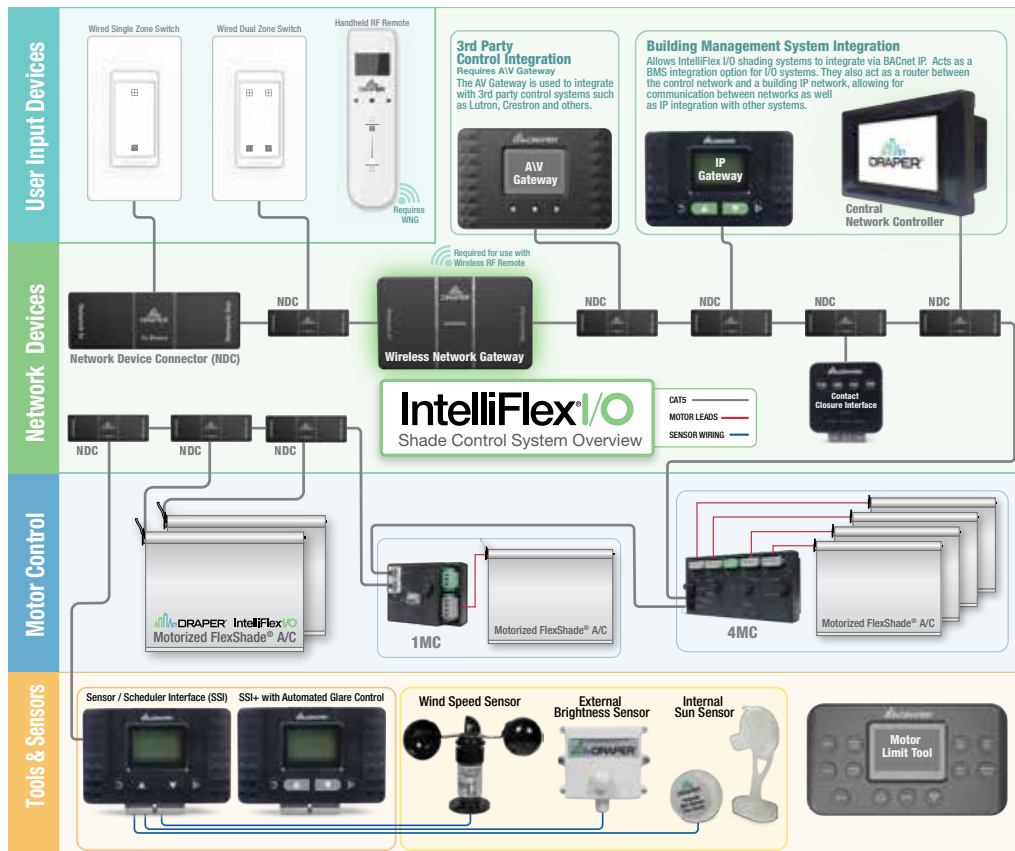 User Input Devices
Wired Single Zone Switch
Wired Dual Zone Switch
Handheld RF Remote
Requires
WNG
3rd Party
Control Integration
Requires A\V Gateway
The AV Gateway is used to integrate
with 3rd party control systems such
as Lutron, Crestron and others.
DRAPER
A\V
Gateway
Building Management System Integration
Allows IntelliFlex I/O shading systems to integrate via BACnet IP. Acts as a
BMS integration option for I/O systems. They also act as a router between
the control network and a building IP network, allowing for
communication between networks as well
as IP integration with other systems.
IP
Gateway
DRAPER
Central
Network Controller
Network Devices
Required for use with
Wireless RF Remote
Network In
DRAPER
Network Out
Network Device Connector (NDC)
NDC
DRAPER
Wireless Network Gateway
NDC
NDC
NDC
NDC
Contact
Closure Interface
IntelliFlex® I/O
Shade Control System Overview
CAT5
MOTOR LEADS
SENSOR WIRING
NDC
NDC
NDC
Motor Control
DRAPER IntelliFlex I/O
Motorized FlexShade® A/C
1MC
Motorized FlexShade® A/C
4MC
Motorized FlexShade® A/C
Tools & Sensors
Sensor / Scheduler Interface (SSI)
SSI+ with Automated Glare Control
Wind Speed Sensor
External
Brightness Sensor
DRAPER
Internal
Sun Sensor
DRAPER
Motor
Limit Tool